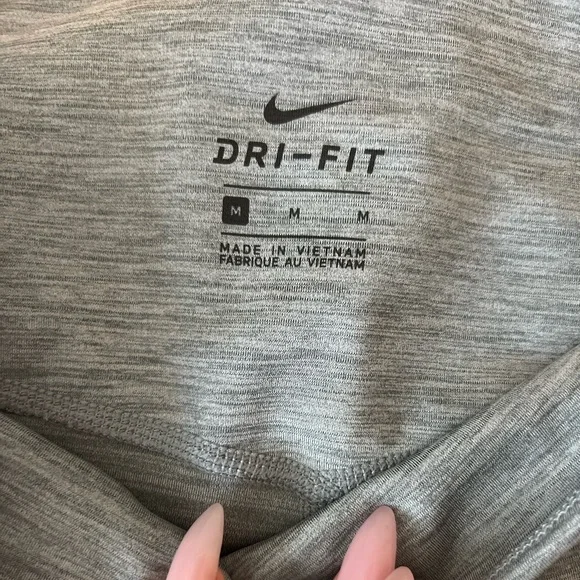 DRI-FIT
M M M
MADE IN VIETNAM
FABRIQUE AU VIETNAM